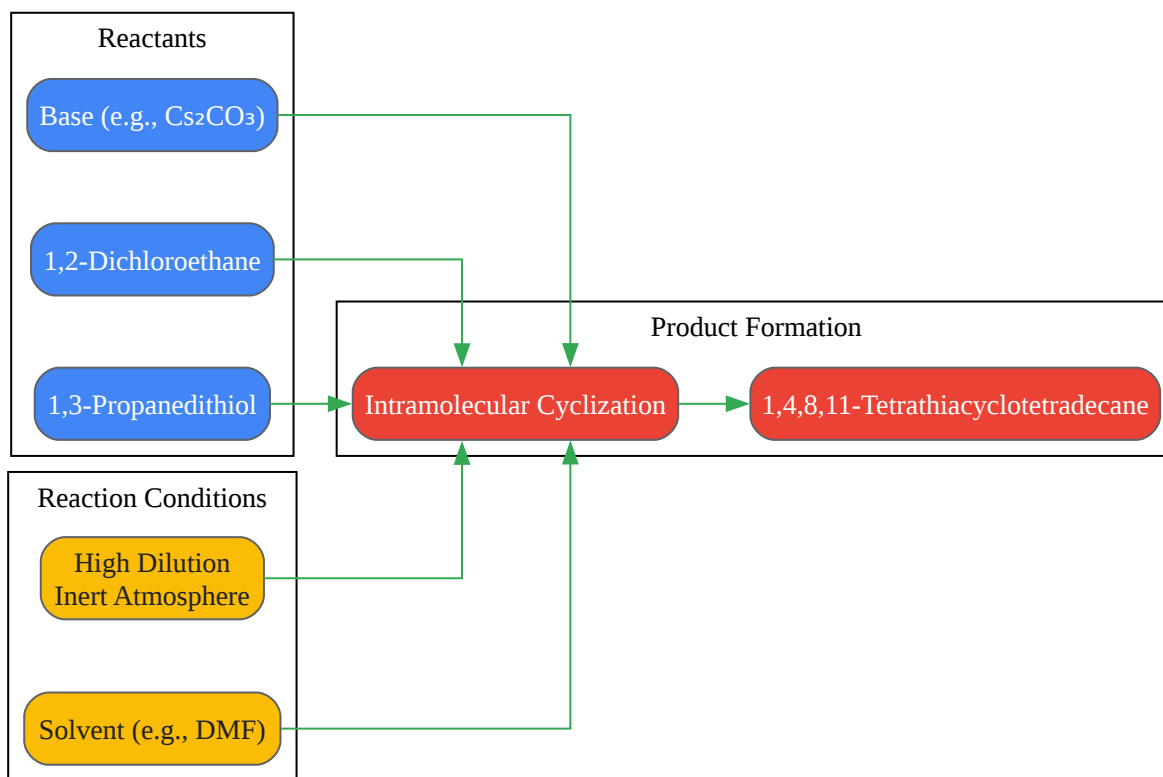 Reactants
Base (e.g., Cs₂CO₃)
1,2-Dichloroethane
1,3-Propanedithiol
Product Formation
Intramolecular Cyclization
1,4,8,11-Tetrathiacyclotetradecane
Reaction Conditions
High Dilution
Inert Atmosphere
Solvent (e.g., DMF)